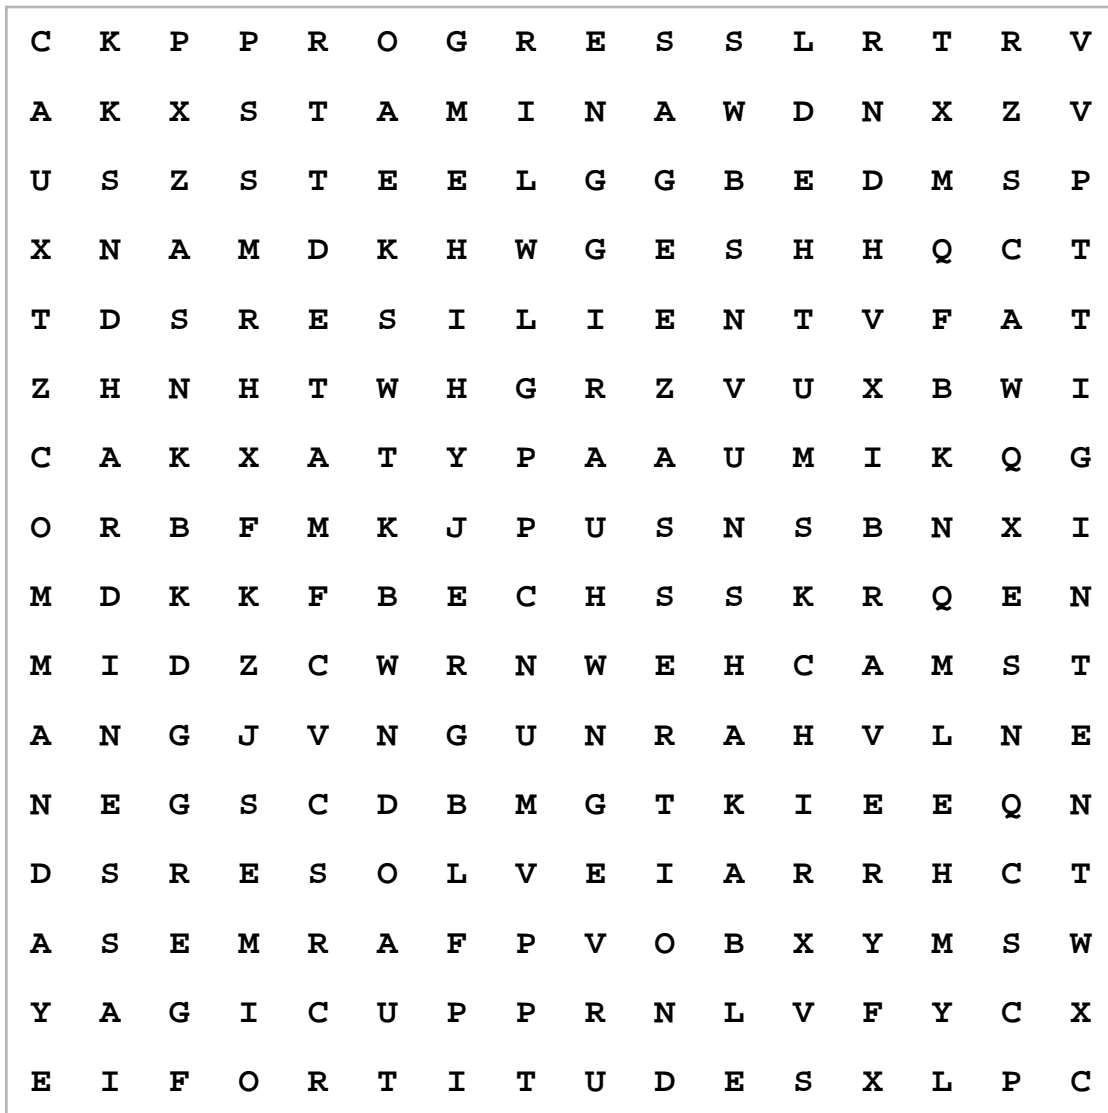 C K P P R O G R E S S L R T R V
A K X S T A M I N A W D N X Z V
U S Z S T E E L G G B E D M S P
X N A M D K H W G E S H H Q C T
T D S R E S I L I E N T V F A T
Z H N H T W H G R Z V U X B W I
C A K X A T Y P A A U M I K Q G
O R B F M K J P U S N S B N X I
M D K K F B E C H S S K R Q E N
M I D Z C W R N W E H C A M S T
A N G J V N G U N R A H V L N E
N E G S C D B M G T K I E E Q N
D S R E S O L V E I A R R H C T
A S E M R A F P V O B X Y M S W
Y A G I C U P P R N L V F Y C X
E I F O R T I T U D E S X L P C